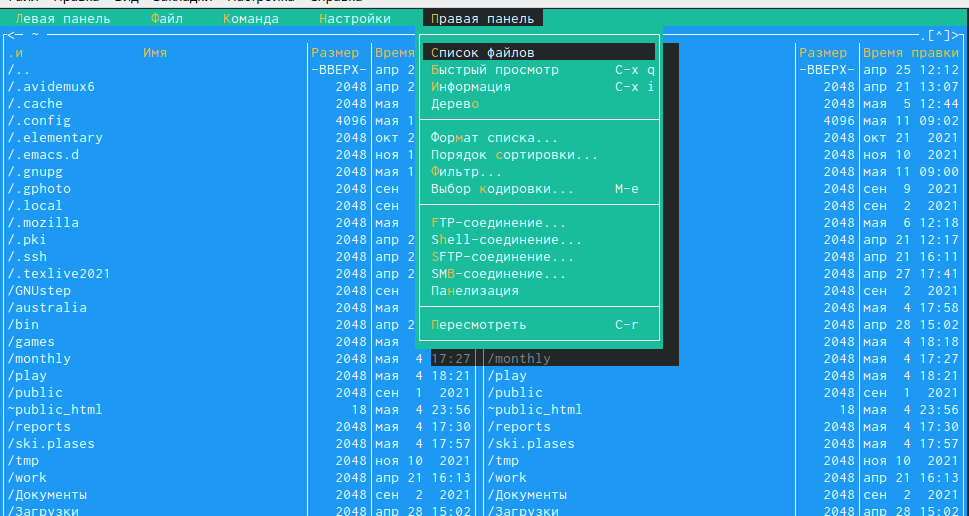 Левая панель Файл Команда Настройки Правая панель
┌<─ ~ ─ .[^]>┐
.и Имя Размер Время Список файлов Размер Время правки
/.. -ВВЕРХ- апр 2 Быстрый просмотр C-x q -ВВЕРХ- апр 25 12:12
/.avidemux6 2048 апр 2 Информация C-x i 2048 апр 21 13:07
/.cache 2048 мая Дерево 2048 мая 5 12:44
/.config 4096 мая 1 4096 мая 11 09:02
/.elementary 2048 окт 2 Формат списка... 2048 окт 21 2021
/.emacs.d 2048 ноя 1 Порядок сортировки... 2048 ноя 10 2021
/.gnupg 2048 мая 1 Фильтр... 2048 мая 11 09:00
/.gphoto 2048 сен Выбор кодировки... M-e 2048 сен 9 2021
/.local 2048 сен 2048 сен 2 2021
/.mozilla 2048 мая FTP-соединение... 2048 мая 6 12:18
/.pki 2048 апр 2 Shell-соединение... 2048 апр 21 12:17
/.ssh 2048 апр 2 SFTP-соединение... 2048 апр 21 16:11
/.texlive2021 2048 апр 2 SMB-соединение... 2048 апр 27 17:41
/GNUstep 2048 сен Панелизация 2048 сен 2 2021
/australia 2048 мая 2048 мая 4 17:58
/bin 2048 апр 2 Пересмотреть C-r 2048 апр 28 15:02
/games 2048 мая 2048 мая 4 18:18
/monthly 2048 мая 4 17:27 /monthly 2048 мая 4 17:27
/play 2048 мая 4 18:21 /play 2048 мая 4 18:21
/public 2048 сен 1 2021 /public 2048 сен 1 2021
~public_html 18 мая 4 23:56 ~public_html 18 мая 4 23:56
/reports 2048 мая 4 17:30 /reports 2048 мая 4 17:30
/ski.plases 2048 мая 4 17:57 /ski.plases 2048 мая 4 17:57
/tmp 2048 ноя 10 2021 /tmp 2048 ноя 10 2021
/work 2048 апр 21 16:13 /work 2048 апр 21 16:13
/Документы 2048 сен 2 2021 /Документы 2048 сен 2 2021
/Загрузки 2048 апр 28 15:02 /Загрузки 2048 апр 28 15:02